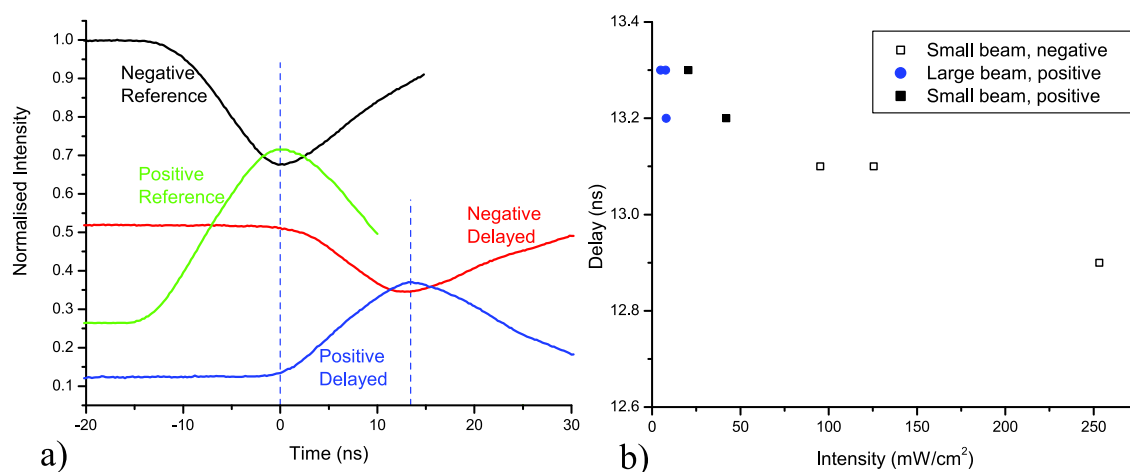 1.0
0.9
0.8
0.7
0.6
0.5
0.4
0.3
0.2
0.1
Normalised Intensity
Negative
Reference
Positive
Reference
Negative
Delayed
Positive
Delayed
-20
-10
0
10
20
30
Time (ns)
a)
13.4
13.2
13.0
12.8
12.6
Delay (ns)
Small beam, negative
Large beam, positive
Small beam, positive
0
50
100
150
200
250
Intensity (mW/cm²)
b)